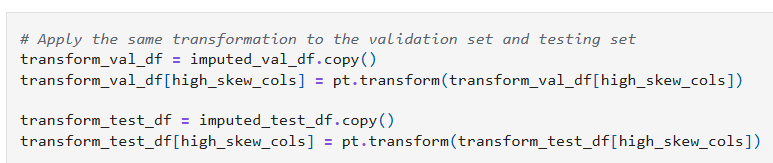 # Apply the same transformation to the validation set and testing set
transform_val_df = imputed_val_df.copy()
transform_val_df[high_skew_cols] = pt.transform(transform_val_df[high_skew_cols])
transform_test_df = imputed_test_df.copy()
transform_test_df[high_skew_cols] = pt.transform(transform_test_df[high_skew_cols])